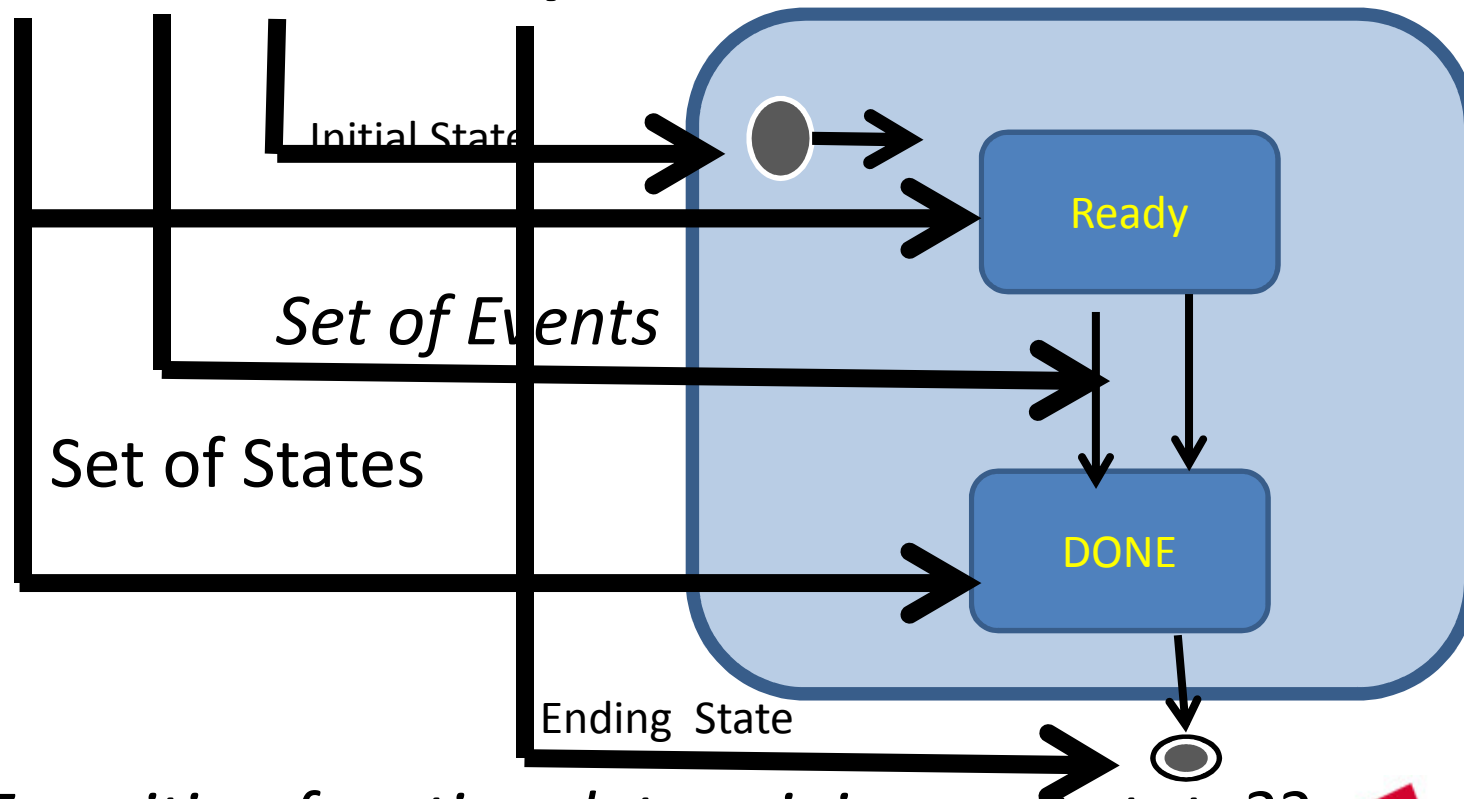 Initial State
Ready
Set of Events
Set of States
DONE
Ending State